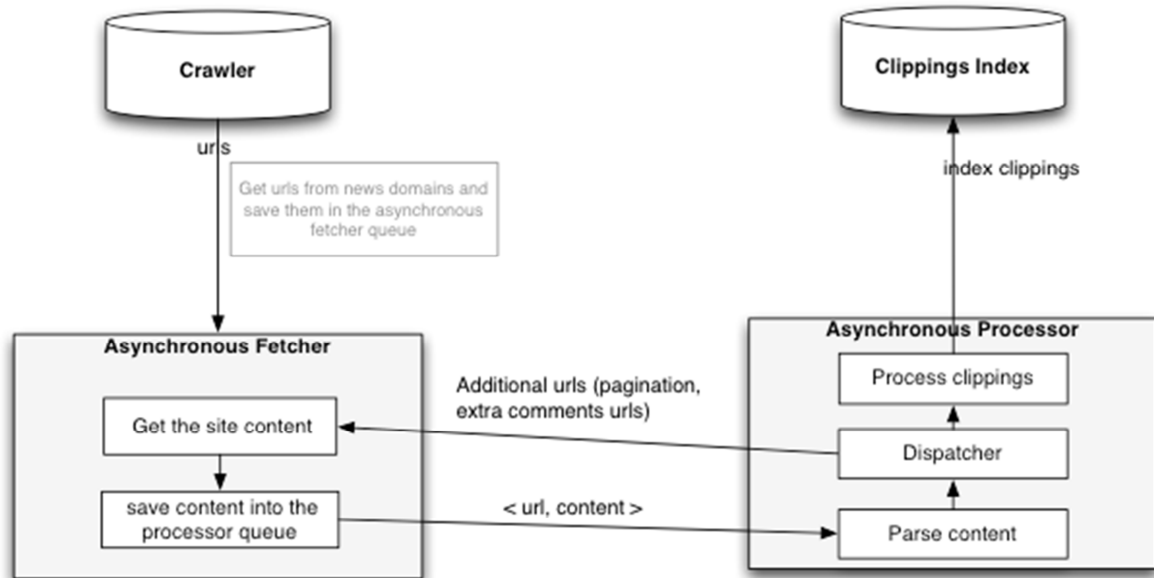 Crawler
Clippings Index
urls
index clippings
Get urls from news domains and
save them in the asynchronous
fetcher queue
Asynchronous Fetcher
Asynchronous Processor
Process clippings
Additional urls (pagination,
extra comments urls)
Get the site content
Dispatcher
save content into the
processor queue
< url, content >
Parse content